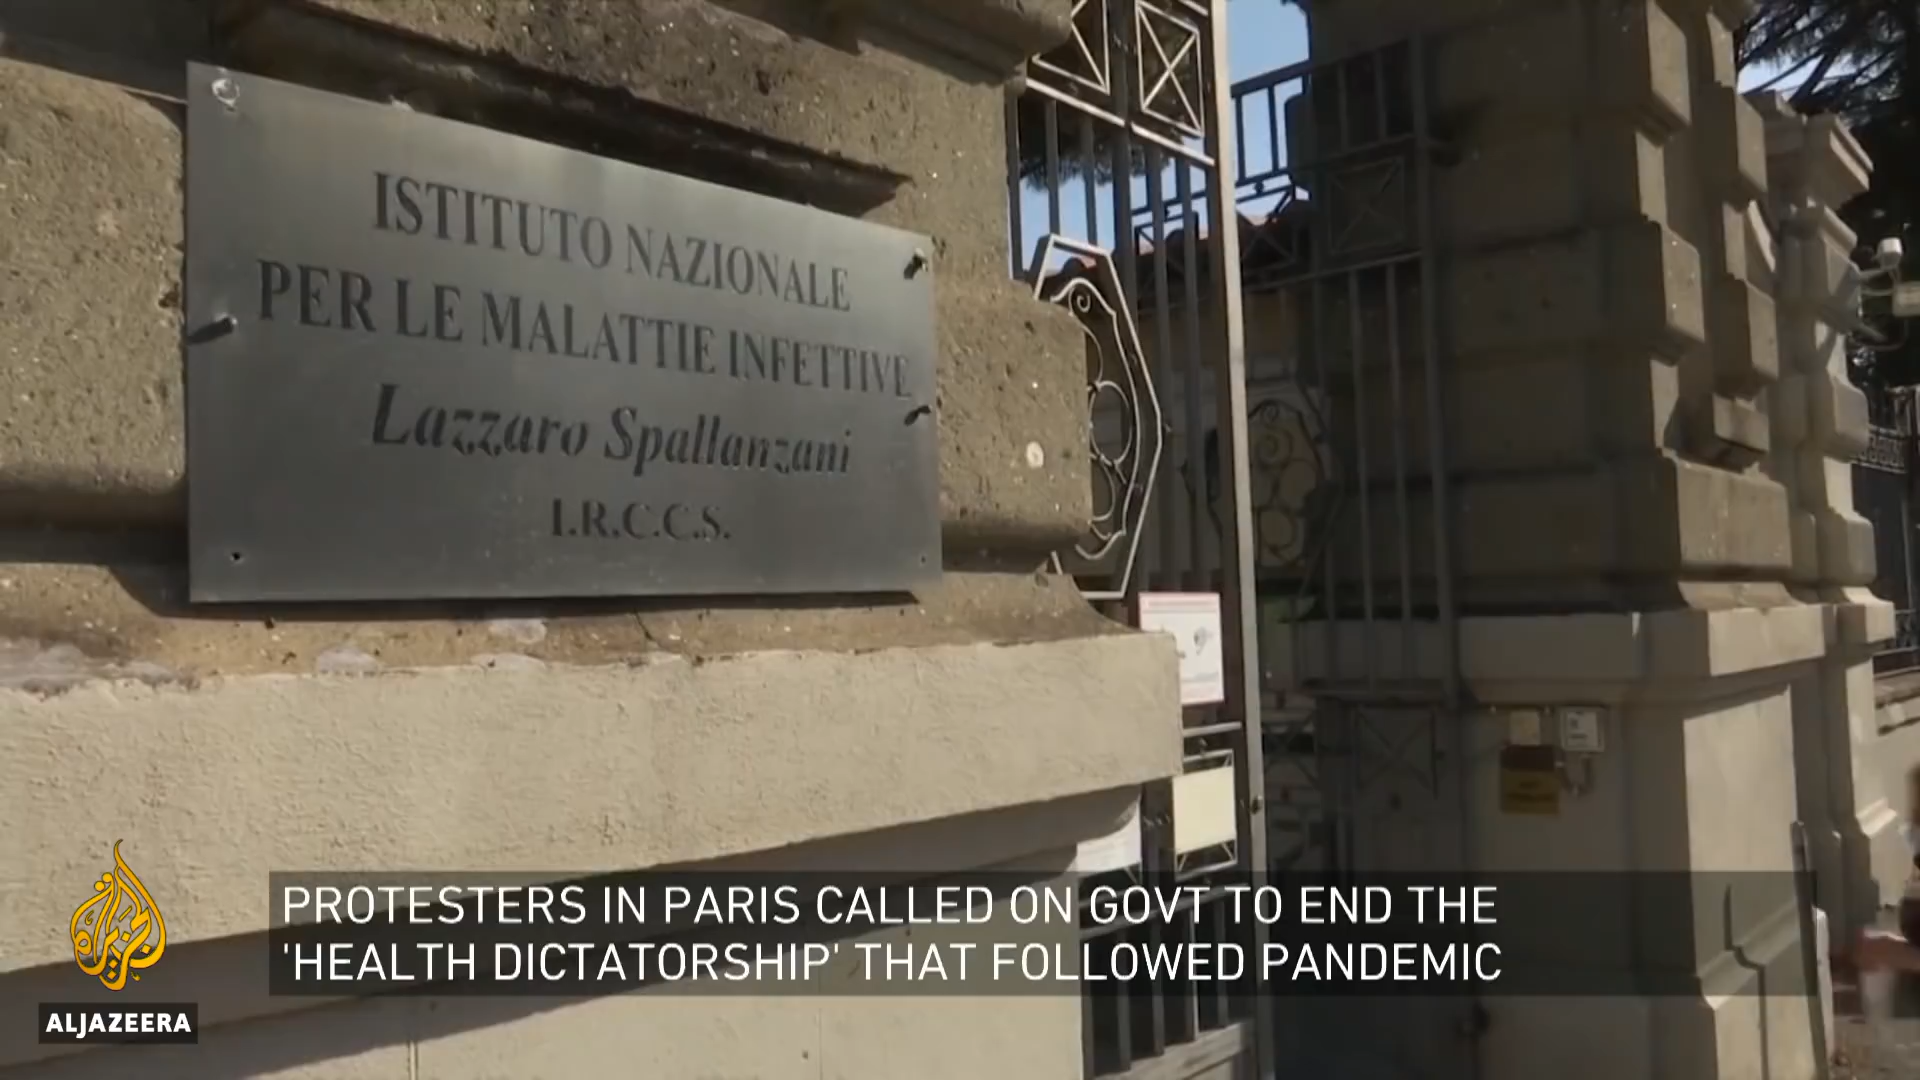 ISTITUTO NAZIONALE
PER LE MALATTIE INFETTIVE
Lazzaro Spallanzani
I.R.C.C.S.
PROTESTERS IN PARIS CALLED ON GOVT TO END THE
'HEALTH DICTATORSHIP' THAT FOLLOWED PANDEMIC
ALJAZEERA